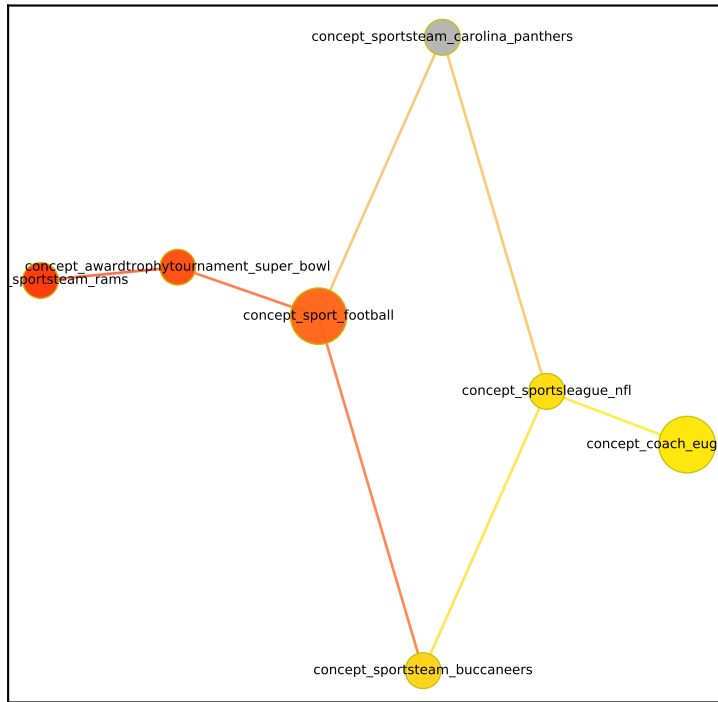 concept_sportsteam_carolina_panthers
concept_awardtrophytournament_super_bowl
_sportsteam_rams
concept_sport_football
concept_sportsleague_nfl
concept_coach_eug
concept_sportsteam_buccaneers